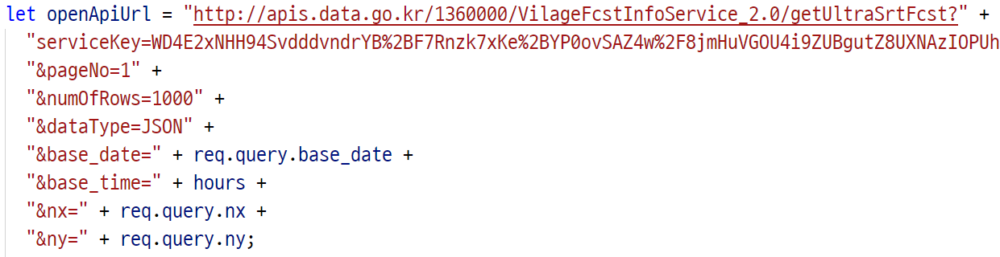 let openApiUrl = "http://apis.data.go.kr/1360000/VilageFcstInfoService_2.0/getUltraSrtFcst?" +
"serviceKey=WD4E2xNHH94SvdddvndrYB%2BF7Rnzk7xKe%2BYP0ovSAZ4w%2F8jmHuVGOU4i9ZUBgutZ8UXNAzIOPUh
"&pageNo=1" +
"&numOfRows=1000" +
"&dataType=JSON" +
"&base_date=" + req.query.base_date +
"&base_time=" + hours +
"&nx=" + req.query.nx +
"&ny=" + req.query.ny;